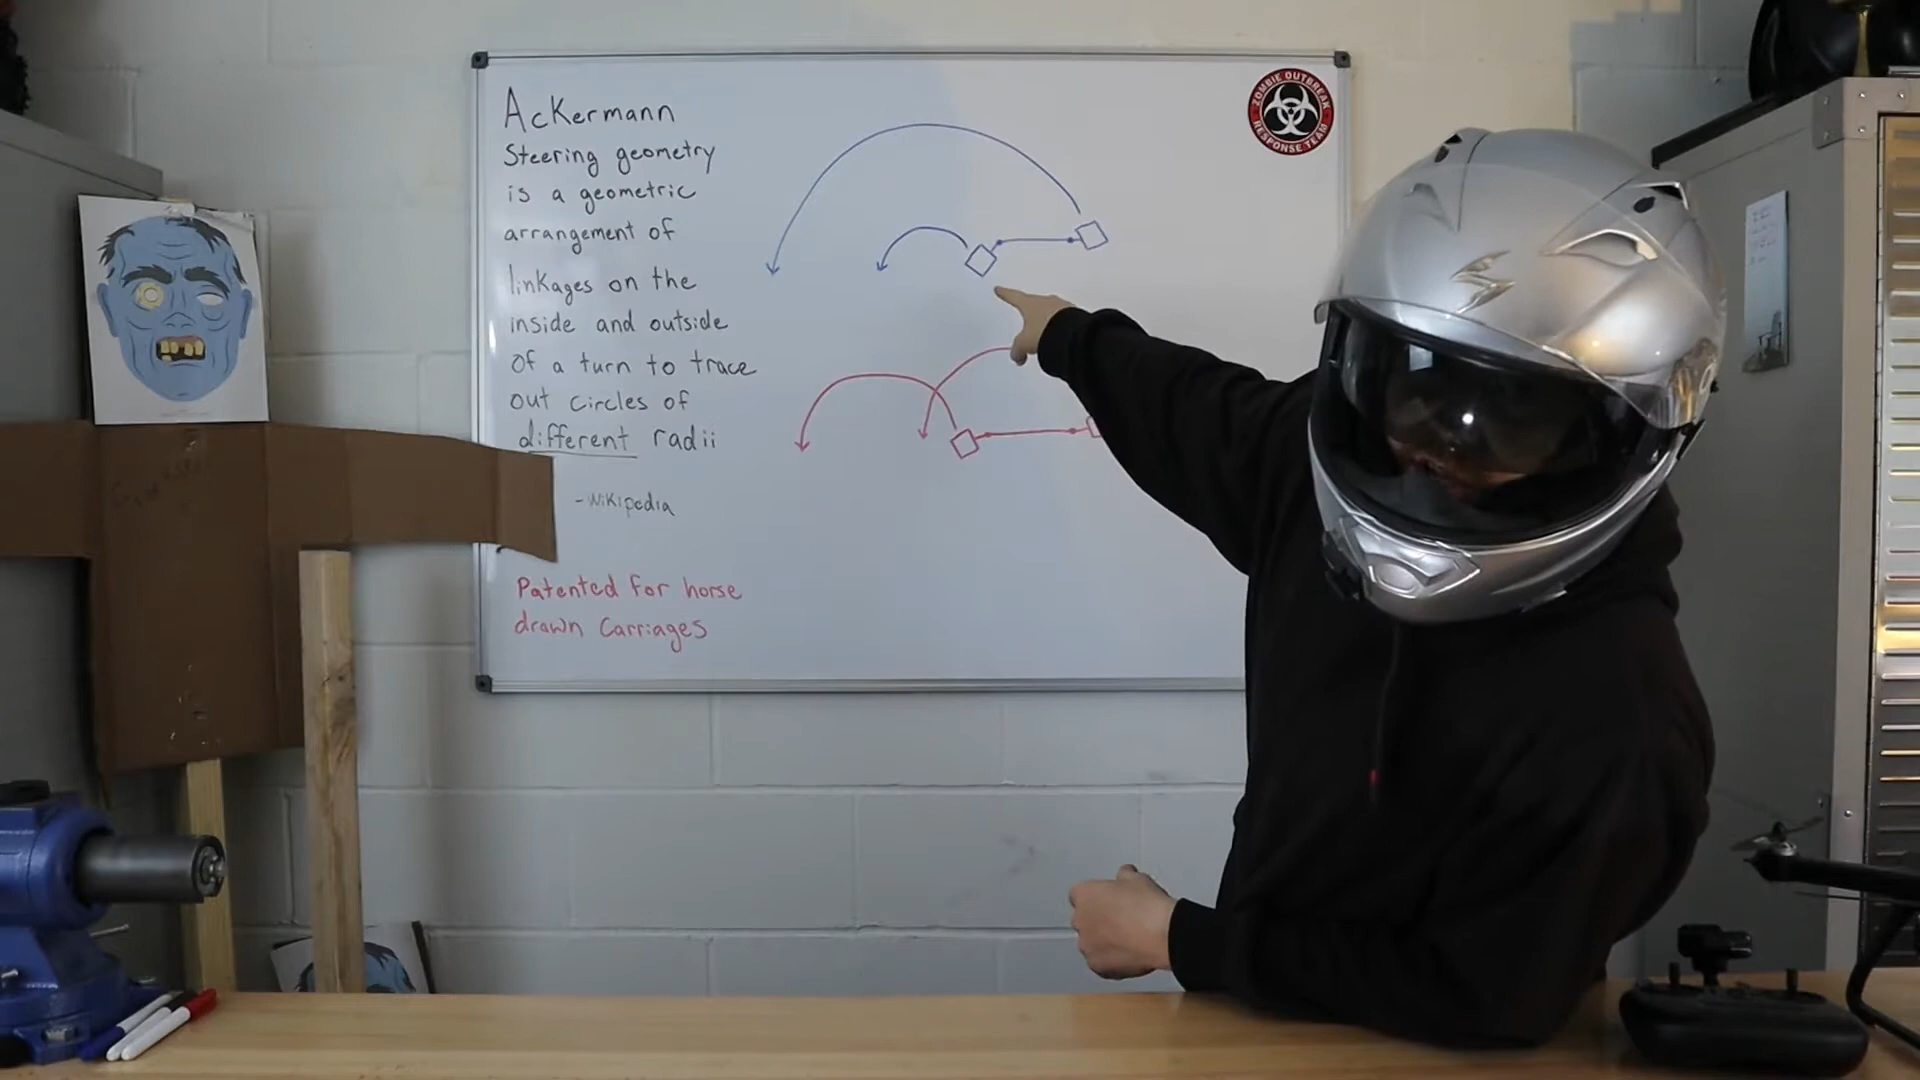 Ackermann
Steering geometry
is a geometric
arrangement of
linkages on the
inside and outside
of a turn to trace
out circles of
different radii
-Wikipedia
Patented for horse
drawn Carriages
ZOMBIE OUTBREAK
RESPONSE TEAM